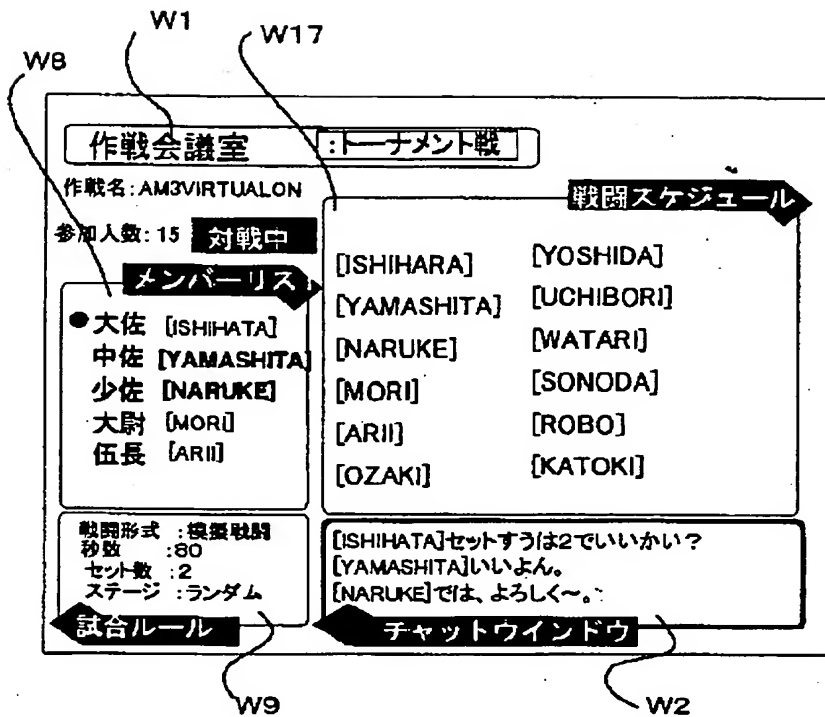 W1
W17
W8
作戦会議室 :トーナメント戦
作戦名:AM3VIRTUALON
戦闘スケジュール
参加人数:15 対戦中
メンバーリスト
●大佐 [ISHIHATA]
中佐 [YAMASHITA]
少佐 [NARUKE]
大尉 [MORI]
伍長 [ARII]
[ISHIHARA] [YOSHIDA]
[YAMASHITA] [UCHIBORI]
[NARUKE] [WATARI]
[MORI] [SONODA]
[ARII] [ROBO]
[OZAKI] [KATOKI]
戦闘形式 :模擬戦闘
秒数 :80
セット数 :2
ステージ :ランダム
試合ルール
[ISHIHATA]セットすうは2でいいかい?
[YAMASHITA]いいよん。
[NARUKE]では、よろしく~。
チャットウインドウ
W9
W2